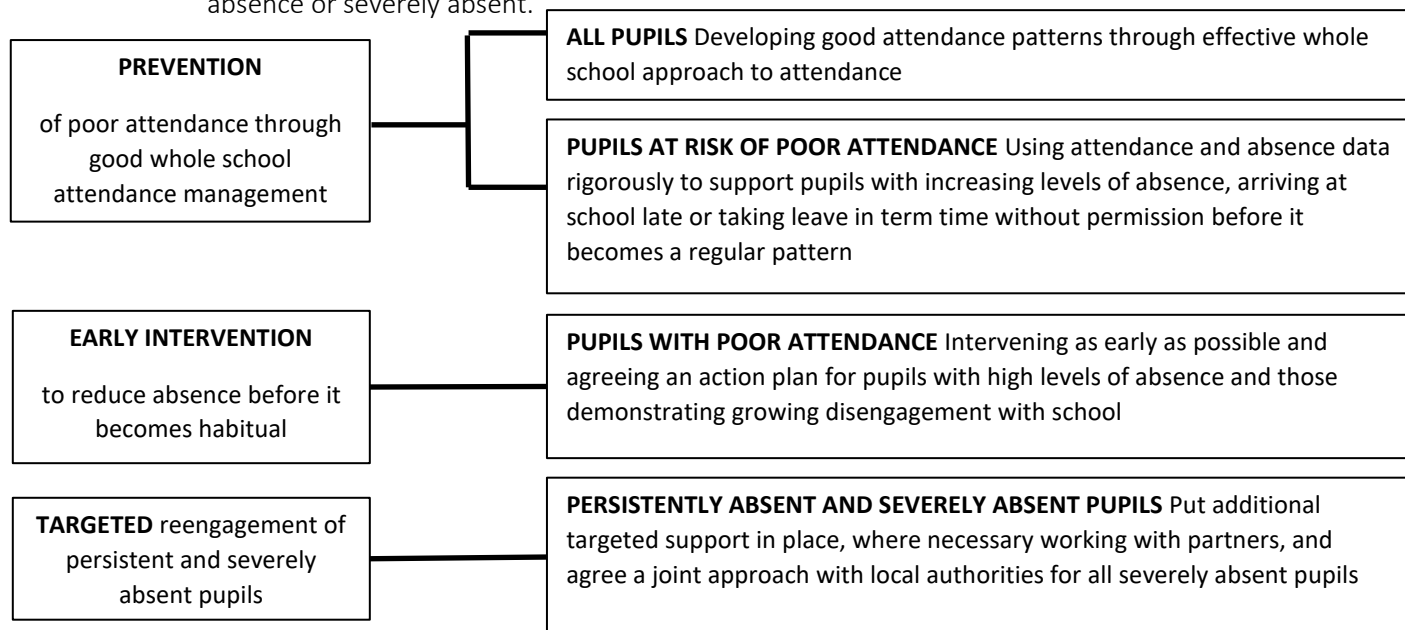 absence or severely absent.
PREVENTION
of poor attendance through
good whole school
attendance management
ALL PUPILS Developing good attendance patterns through effective whole
school approach to attendance
PUPILS AT RISK OF POOR ATTENDANCE Using attendance and absence data
rigorously to support pupils with increasing levels of absence, arriving at
school late or taking leave in term time without permission before it
becomes a regular pattern
EARLY INTERVENTION
to reduce absence before it
becomes habitual
PUPILS WITH POOR ATTENDANCE Intervening as early as possible and
agreeing an action plan for pupils with high levels of absence and those
demonstrating growing disengagement with school
TARGETED reengagement of
persistent and severely
absent pupils
PERSISTENTLY ABSENT AND SEVERELY ABSENT PUPILS Put additional
targeted support in place, where necessary working with partners, and
agree a joint approach with local authorities for all severely absent pupils